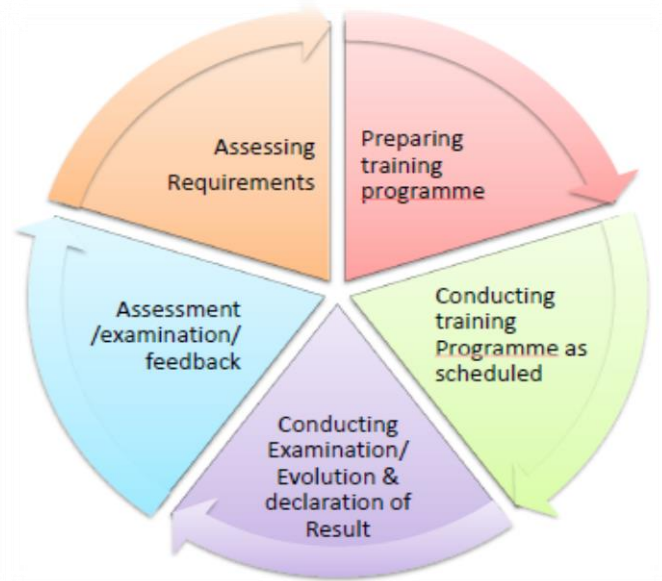 Assessing
Requirements
Preparing
training
programme
Conducting
training
Programme as
scheduled
Conducting
Examination/
Evolution &
declaration of
Result
Assessment
/examination/
feedback